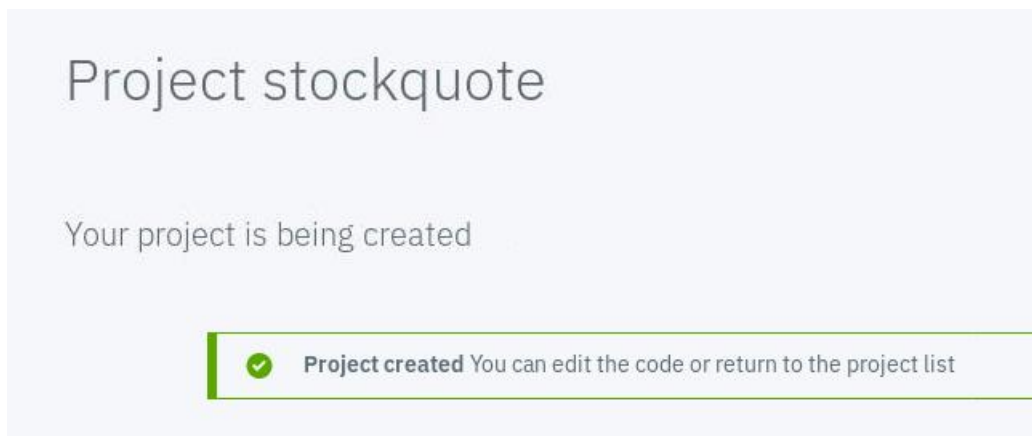 Project stockquote
Your project is being created
Project created You can edit the code or return to the project list